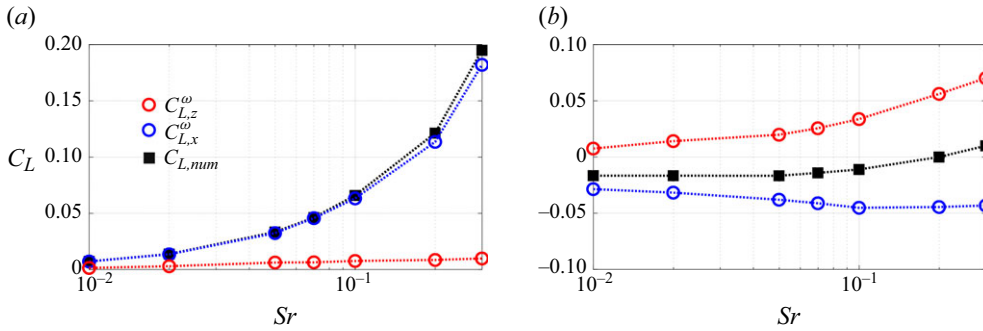 (a)
0.20
0.15
C_L 0.10
0.05
0
10⁻² 10⁻¹
Sr
C^ω_{L,z}
C^ω_{L,x}
C_{L,num}
(b)
0.10
0.05
0
−0.05
−0.10
10⁻² 10⁻¹
Sr